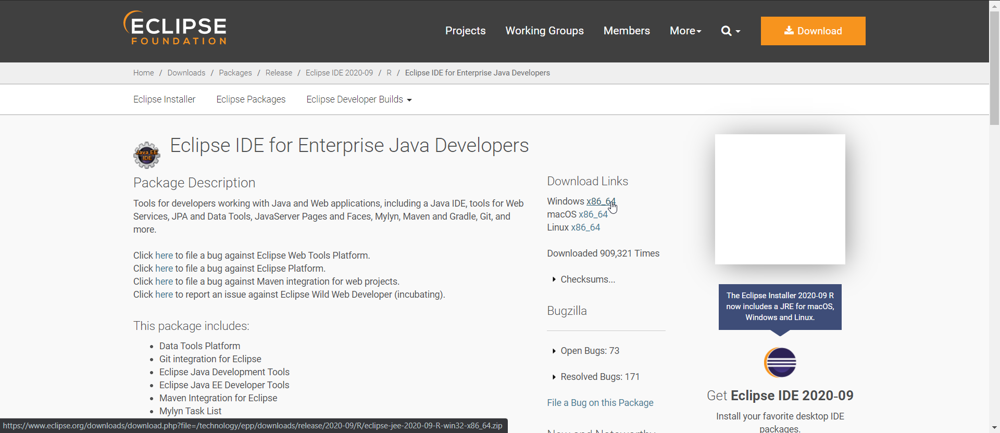 ECLIPSE
FOUNDATION
Projects
Working Groups
Members
More
Download
Home / Downloads / Packages / Release / Eclipse IDE 2020-09 / R / Eclipse IDE for Enterprise Java Developers
Eclipse Installer
Eclipse Packages
Eclipse Developer Builds
Java EE
IDE
Eclipse IDE for Enterprise Java Developers
Package Description
Tools for developers working with Java and Web applications, including a Java IDE, tools for Web
Services, JPA and Data Tools, JavaServer Pages and Faces, Mylyn, Maven and Gradle, Git, and
more.
Click here to file a bug against Eclipse Web Tools Platform.
Click here to file a bug against Eclipse Platform.
Click here to file a bug against Maven integration for web projects.
Click here to report an issue against Eclipse Wild Web Developer (incubating).
This package includes:
Data Tools Platform
Git integration for Eclipse
Eclipse Java Development Tools
Eclipse Java EE Developer Tools
Maven Integration for Eclipse
Mylyn Task List
Download Links
Windows x86_64
macOS x86_64
Linux x86_64
Downloaded 909,321 Times
Checksums...
Bugzilla
Open Bugs: 73
Resolved Bugs: 171
File a Bug on this Package
New and Noteworthy
The Eclipse Installer 2020-09 R
now includes a JRE for macOS,
Windows and Linux.
Get Eclipse IDE 2020-09
Install your favorite desktop IDE
packages.
https://www.eclipse.org/downloads/download.php?file=/technology/epp/downloads/release/2020-09/R/eclipse-jee-2020-09-R-win32-x86_64.zip